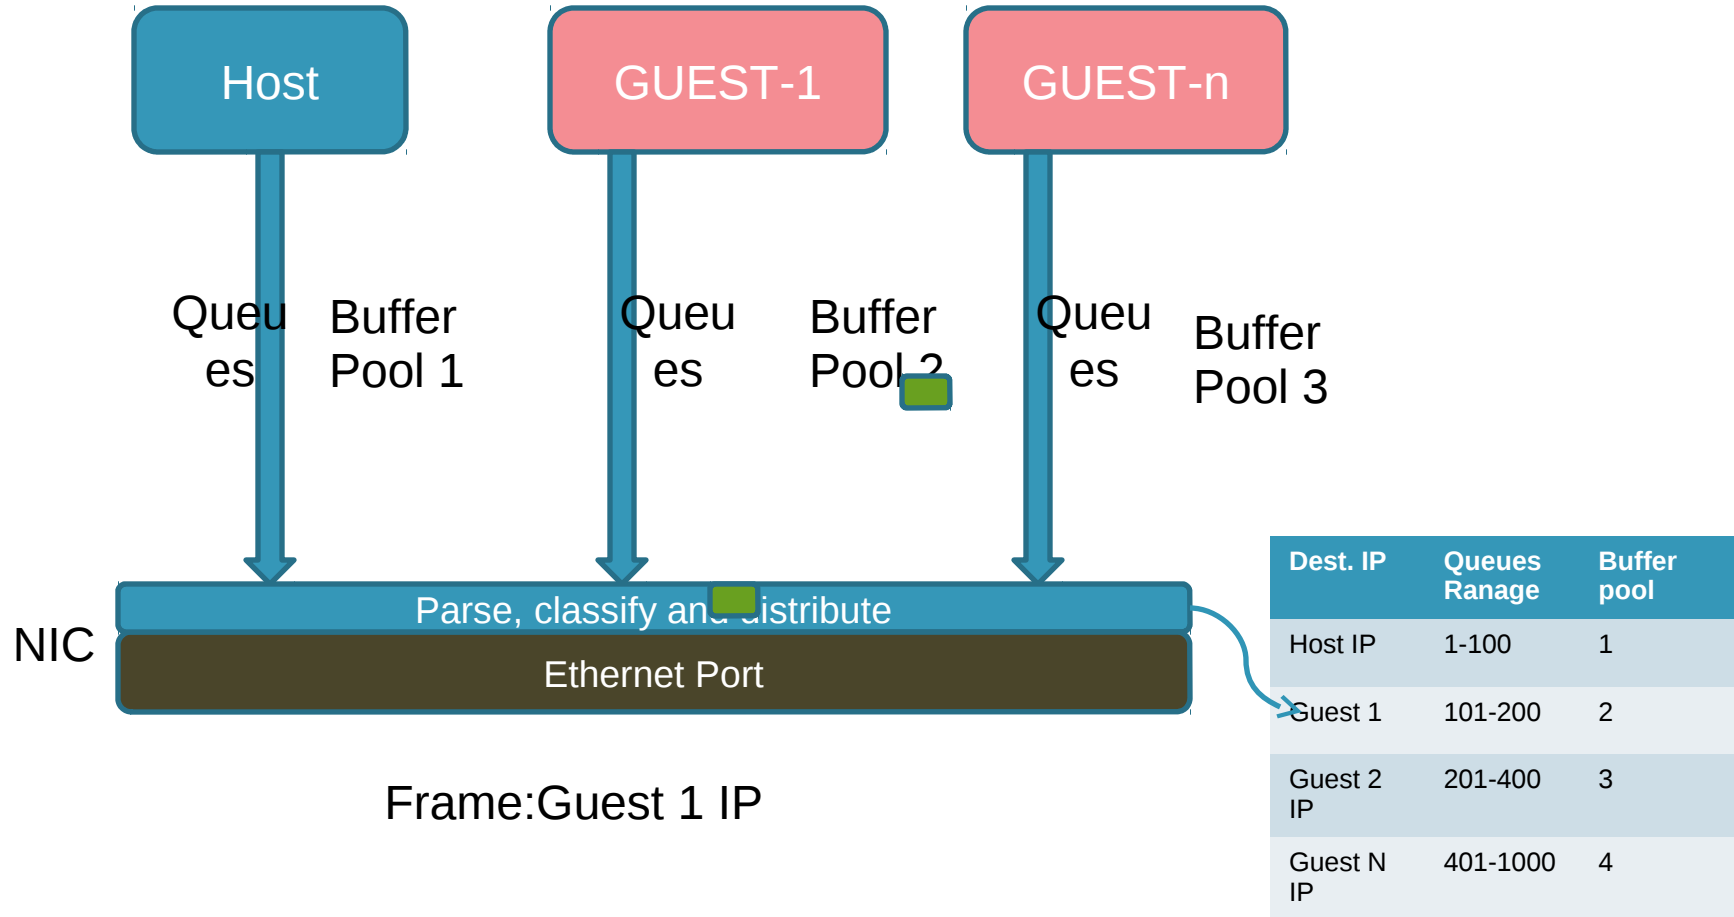 Host
GUEST-1
GUEST-n
Queu
es
Buffer
Pool 1
Queu
es
Buffer
Pool 2
Queu
es
Buffer
Pool 3
Parse, classify and distribute
NIC
Ethernet Port
Frame:Guest 1 IP
Dest. IP Queues Ranage Buffer pool
Host IP 1-100 1
Guest 1 101-200 2
Guest 2 IP 201-400 3
Guest N IP 401-1000 4